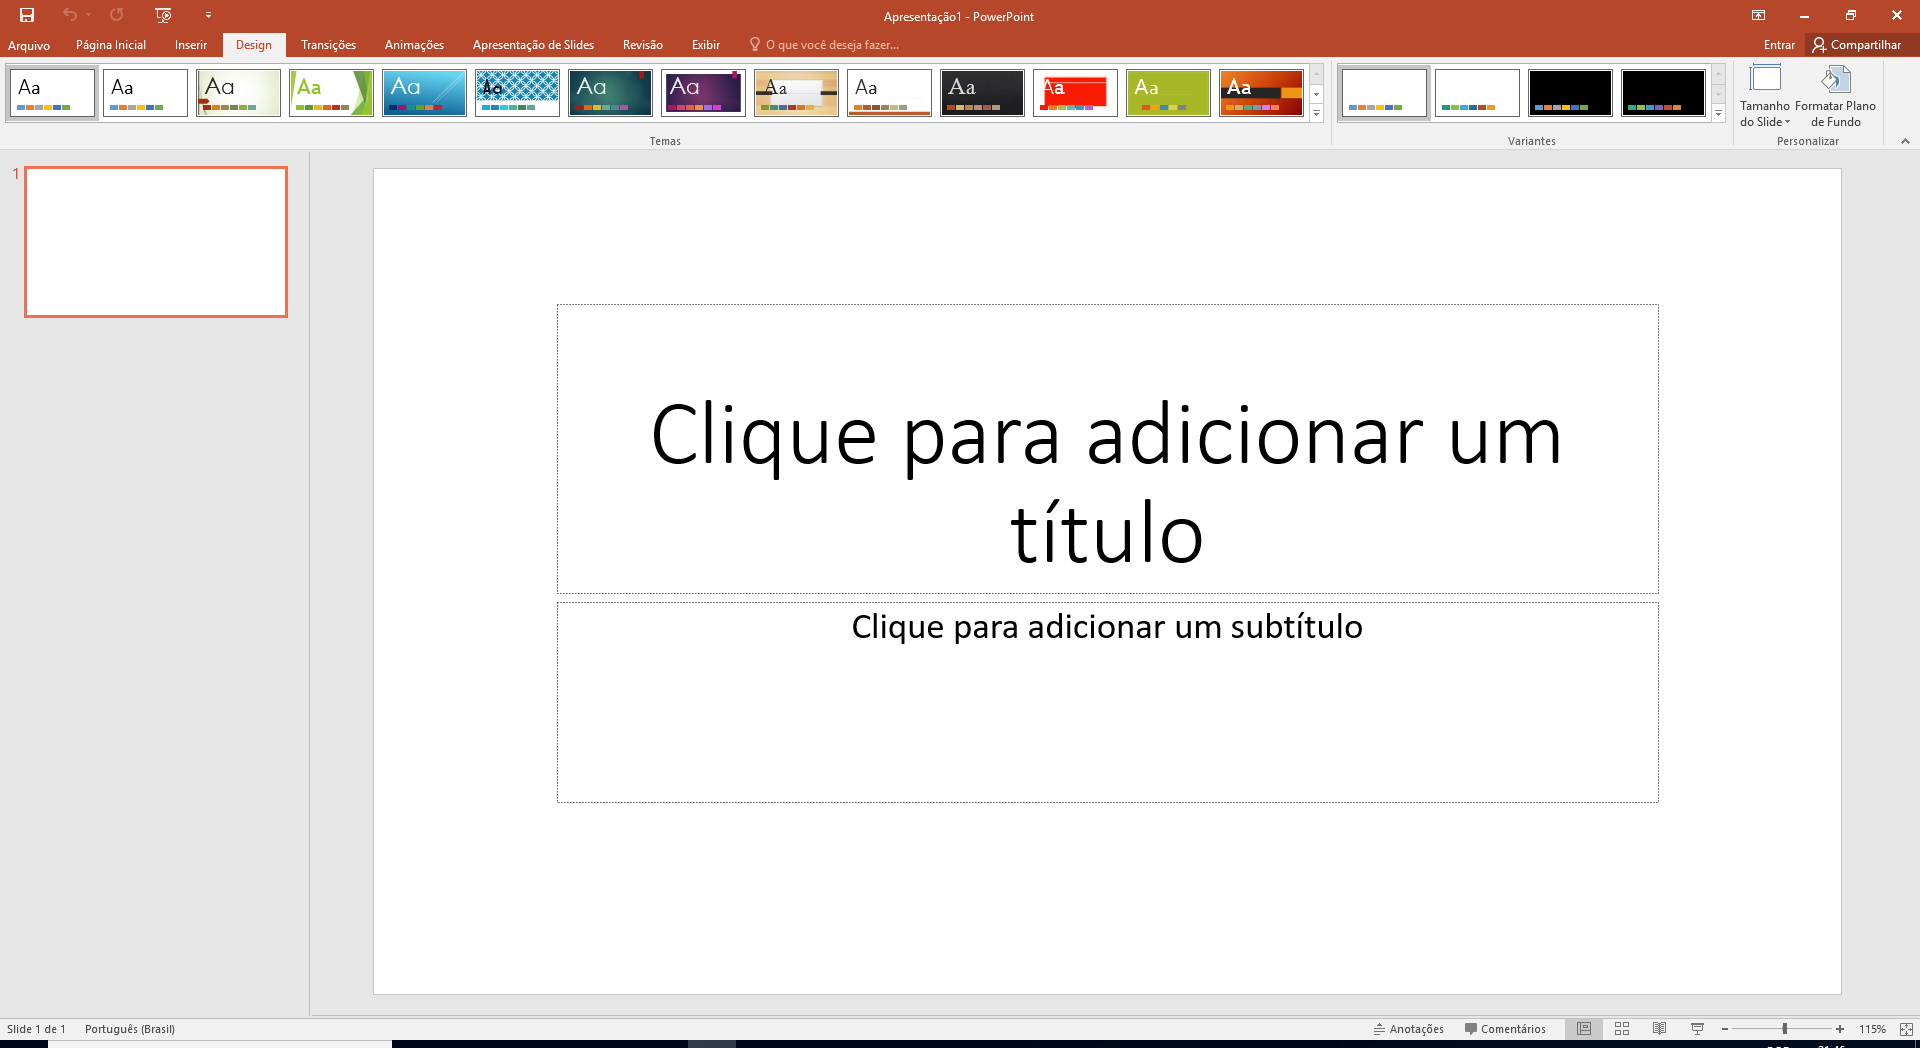 Apresentação1 - PowerPoint
Arquivo Página Inicial Inserir Design Transições Animações Apresentação de Slides Revisão Exibir O que você deseja fazer... Entrar Compartilhar
Aa Aa Aa Aa Aa Aa Aa Aa Aa Aa Aa Aa Aa Aa
Tamanho do Slide
Formatar Plano de Fundo
Temas Variantes Personalizar
1
Clique para adicionar um
título
Clique para adicionar um subtítulo
Slide 1 de 1 Português (Brasil) Anotações Comentários 115%